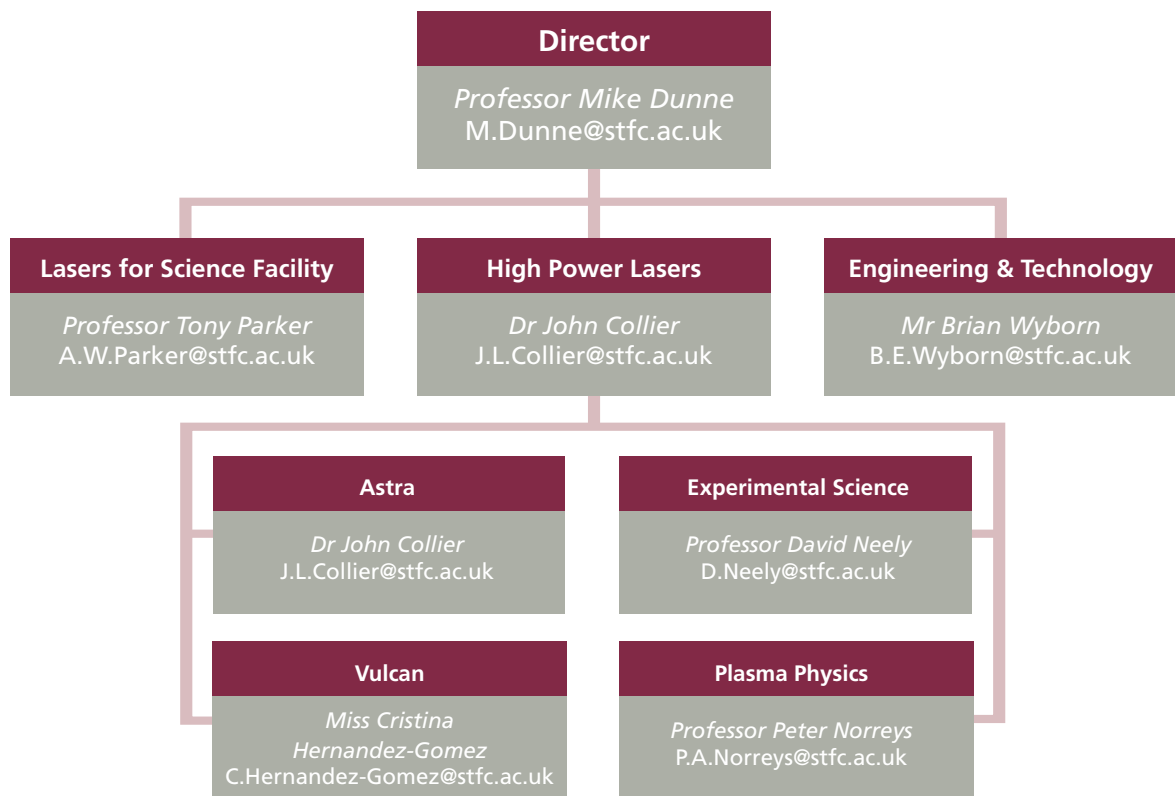 Director
Professor Mike Dunne
M.Dunne@stfc.ac.uk
Lasers for Science Facility
Professor Tony Parker
A.W.Parker@stfc.ac.uk
High Power Lasers
Dr John Collier
J.L.Collier@stfc.ac.uk
Engineering & Technology
Mr Brian Wyborn
B.E.Wyborn@stfc.ac.uk
Astra
Dr John Collier
J.L.Collier@stfc.ac.uk
Experimental Science
Professor David Neely
D.Neely@stfc.ac.uk
Vulcan
Miss Cristina
Hernandez-Gomez
C.Hernandez-Gomez@stfc.ac.uk
Plasma Physics
Professor Peter Norreys
P.A.Norreys@stfc.ac.uk